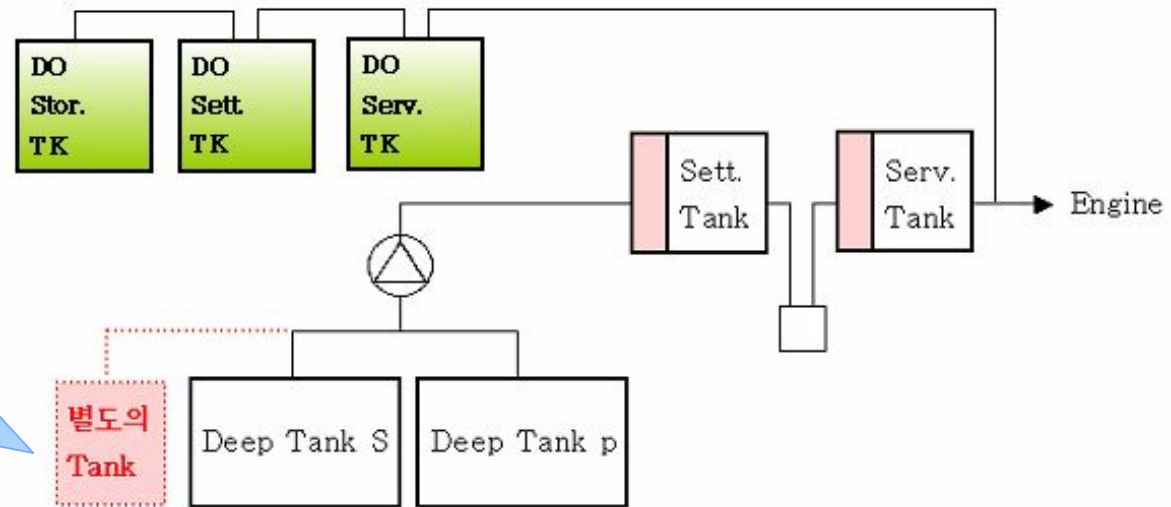 DO
Stor.
TK
DO
Sett.
TK
DO
Serv.
TK
Sett.
Tank
Serv.
Tank
Engine
별도의
Tank
Deep Tank S
Deep Tank p